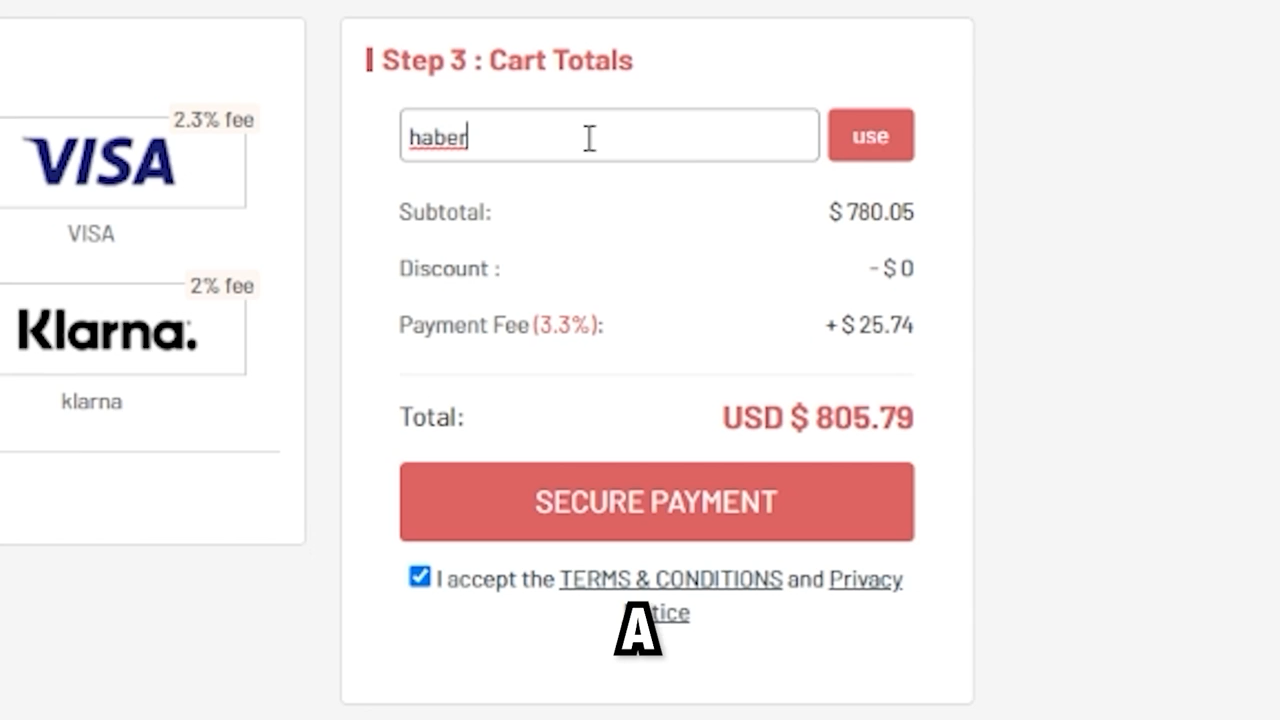 2.3% fee
VISA
VISA
2% fee
Klarna.
klarna
Step 3 : Cart Totals
haber
use
Subtotal: $ 780.05
Discount : - $ 0
Payment Fee (3.3%): + $ 25.74
Total: USD $ 805.79
SECURE PAYMENT
I accept the TERMS & CONDITIONS and Privacy
A